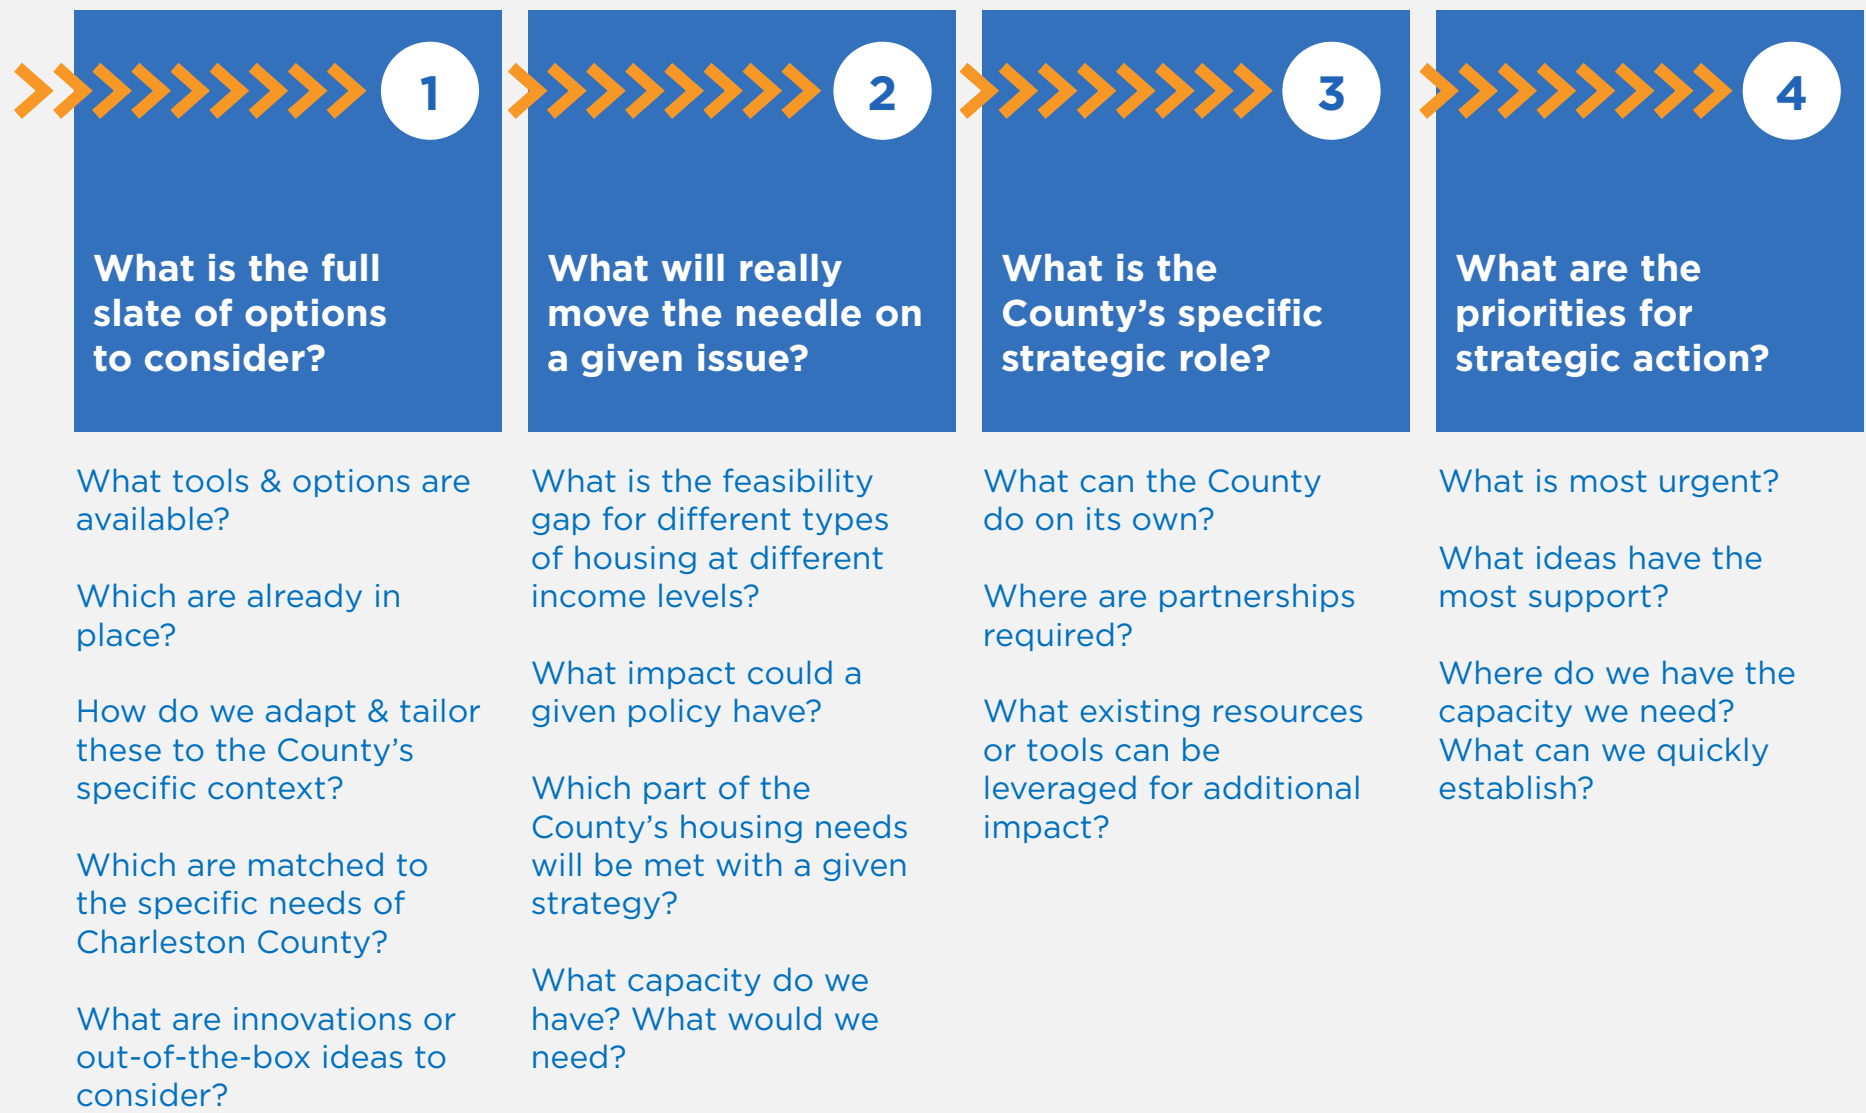 1
What is the full
slate of options
to consider?
What tools & options are
available?
Which are already in
place?
How do we adapt & tailor
these to the County’s
specific context?
Which are matched to
the specific needs of
Charleston County?
What are innovations or
out-of-the-box ideas to
consider?
2
What will really
move the needle on
a given issue?
What is the feasibility
gap for different types
of housing at different
income levels?
What impact could a
given policy have?
Which part of the
County’s housing needs
will be met with a given
strategy?
What capacity do we
have? What would we
need?
3
What is the
County’s specific
strategic role?
What can the County
do on its own?
Where are partnerships
required?
What existing resources
or tools can be
leveraged for additional
impact?
4
What are the
priorities for
strategic action?
What is most urgent?
What ideas have the
most support?
Where do we have the
capacity we need?
What can we quickly
establish?